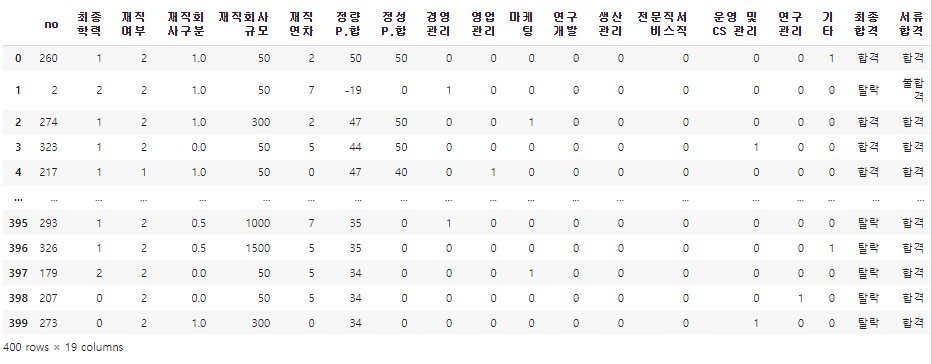 no 최종학력 재직여부 재직회사구분 재직회사규모 재직연차 정량P.합 정성P.합 경영관리 영업관리 마케팅 연구개발 생산관리 전문직서비스직 운영 및 CS 관리 연구관리 기타 최종합격 서류합격
0 260 1 2 1.0 50 2 50 50 0 0 0 0 0 0 0 0 1 합격 합격
1 2 2 2 1.0 50 7 -19 0 1 0 0 0 0 0 0 0 0 탈락 불합격
2 274 1 2 1.0 300 2 47 50 0 0 1 0 0 0 0 0 0 합격 합격
3 323 1 2 0.0 50 5 44 50 0 0 0 0 0 0 1 0 0 합격 합격
4 217 1 1 1.0 50 0 47 40 0 1 0 0 0 0 0 0 0 합격 합격
... ... ... ... ... ... ... ... ... ... ... ... ... ... ... ... ... ... ... ...
395 293 1 2 0.5 1000 7 35 0 1 0 0 0 0 0 0 0 0 탈락 합격
396 326 1 2 0.5 1500 5 35 0 0 0 0 0 0 0 0 0 1 탈락 합격
397 179 2 2 0.0 50 5 34 0 0 0 1 0 0 0 0 0 0 탈락 합격
398 207 0 2 0.0 50 5 34 0 0 0 0 0 0 0 0 1 0 탈락 합격
399 273 0 2 1.0 300 0 34 0 0 0 0 0 0 0 1 0 0 탈락 합격
400 rows × 19 columns